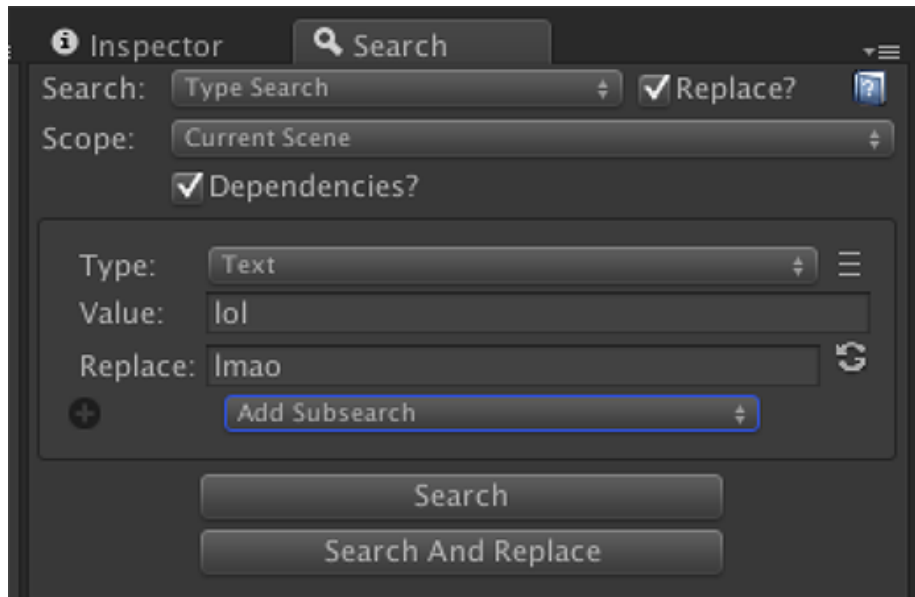 Inspector Search
Search: Type Search Replace?
Scope: Current Scene
Dependencies?
Type: Text
Value: lol
Replace: lmao
Add Subsearch
Search
Search And Replace